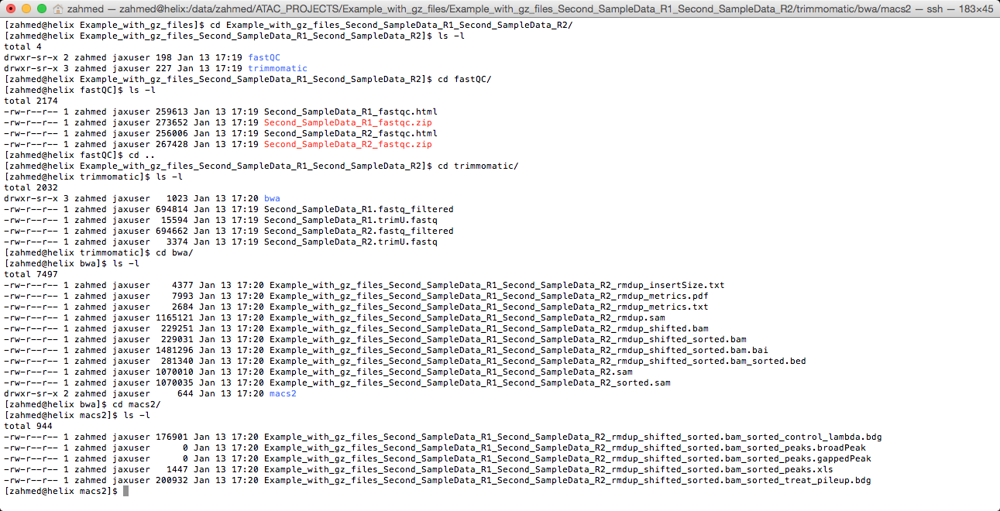 zahmed — zahmed@helix:/data/zahmed/ATAC_PROJECTS/Example_with_gz_files/Example_with_gz_files_Second_SampleData_R1_Second_SampleData_R2/trimmomatic/bwa/macs2 — ssh — 183×45
[zahmed@helix Example_with_gz_files]$ cd Example_with_gz_files_Second_SampleData_R1_Second_SampleData_R2/
[zahmed@helix Example_with_gz_files_Second_SampleData_R1_Second_SampleData_R2]$ ls -l
total 4
drwxr-sr-x 2 zahmed jaxuser 198 Jan 13 17:19 fastQC
drwxr-sr-x 3 zahmed jaxuser 227 Jan 13 17:19 trimmomatic
[zahmed@helix Example_with_gz_files_Second_SampleData_R1_Second_SampleData_R2]$ cd fastQC/
[zahmed@helix fastQC]$ ls -l
total 2174
-rw-r--r-- 1 zahmed jaxuser 259613 Jan 13 17:19 Second_SampleData_R1_fastqc.html
-rw-r--r-- 1 zahmed jaxuser 273652 Jan 13 17:19 Second_SampleData_R1_fastqc.zip
-rw-r--r-- 1 zahmed jaxuser 256006 Jan 13 17:19 Second_SampleData_R2_fastqc.html
-rw-r--r-- 1 zahmed jaxuser 267428 Jan 13 17:19 Second_SampleData_R2_fastqc.zip
[zahmed@helix fastQC]$ cd ..
[zahmed@helix Example_with_gz_files_Second_SampleData_R1_Second_SampleData_R2]$ cd trimmomatic/
[zahmed@helix trimmomatic]$ ls -l
total 2032
drwxr-sr-x 3 zahmed jaxuser   1023 Jan 13 17:20 bwa
-rw-r--r-- 1 zahmed jaxuser 694814 Jan 13 17:19 Second_SampleData_R1.fastq_filtered
-rw-r--r-- 1 zahmed jaxuser  15594 Jan 13 17:19 Second_SampleData_R1.trimU.fastq
-rw-r--r-- 1 zahmed jaxuser 694662 Jan 13 17:19 Second_SampleData_R2.fastq_filtered
-rw-r--r-- 1 zahmed jaxuser   3374 Jan 13 17:19 Second_SampleData_R2.trimU.fastq
[zahmed@helix trimmomatic]$ cd bwa/
[zahmed@helix bwa]$ ls -l
total 7497
-rw-r--r-- 1 zahmed jaxuser    4377 Jan 13 17:20 Example_with_gz_files_Second_SampleData_R1_Second_SampleData_R2_rmdup_insertSize.txt
-rw-r--r-- 1 zahmed jaxuser    7993 Jan 13 17:20 Example_with_gz_files_Second_SampleData_R1_Second_SampleData_R2_rmdup_metrics.pdf
-rw-r--r-- 1 zahmed jaxuser    2684 Jan 13 17:20 Example_with_gz_files_Second_SampleData_R1_Second_SampleData_R2_rmdup_metrics.txt
-rw-r--r-- 1 zahmed jaxuser 1165121 Jan 13 17:20 Example_with_gz_files_Second_SampleData_R1_Second_SampleData_R2_rmdup.sam
-rw-r--r-- 1 zahmed jaxuser  229251 Jan 13 17:20 Example_with_gz_files_Second_SampleData_R1_Second_SampleData_R2_rmdup_shifted.bam
-rw-r--r-- 1 zahmed jaxuser  229031 Jan 13 17:20 Example_with_gz_files_Second_SampleData_R1_Second_SampleData_R2_rmdup_shifted_sorted.bam
-rw-r--r-- 1 zahmed jaxuser 1481296 Jan 13 17:20 Example_with_gz_files_Second_SampleData_R1_Second_SampleData_R2_rmdup_shifted_sorted.bam.bai
-rw-r--r-- 1 zahmed jaxuser  281340 Jan 13 17:20 Example_with_gz_files_Second_SampleData_R1_Second_SampleData_R2_rmdup_shifted_sorted.bam_sorted.bed
-rw-r--r-- 1 zahmed jaxuser 1070010 Jan 13 17:20 Example_with_gz_files_Second_SampleData_R1_Second_SampleData_R2.sam
-rw-r--r-- 1 zahmed jaxuser 1070035 Jan 13 17:20 Example_with_gz_files_Second_SampleData_R1_Second_SampleData_R2_sorted.sam
drwxr-sr-x 2 zahmed jaxuser     644 Jan 13 17:20 macs2
[zahmed@helix bwa]$ cd macs2/
[zahmed@helix macs2]$ ls -l
total 944
-rw-r--r-- 1 zahmed jaxuser 176901 Jan 13 17:20 Example_with_gz_files_Second_SampleData_R1_Second_SampleData_R2_rmdup_shifted_sorted.bam_sorted_control_lambda.bdg
-rw-r--r-- 1 zahmed jaxuser      0 Jan 13 17:20 Example_with_gz_files_Second_SampleData_R1_Second_SampleData_R2_rmdup_shifted_sorted.bam_sorted_peaks.broadPeak
-rw-r--r-- 1 zahmed jaxuser      0 Jan 13 17:20 Example_with_gz_files_Second_SampleData_R1_Second_SampleData_R2_rmdup_shifted_sorted.bam_sorted_peaks.gappedPeak
-rw-r--r-- 1 zahmed jaxuser   1447 Jan 13 17:20 Example_with_gz_files_Second_SampleData_R1_Second_SampleData_R2_rmdup_shifted_sorted.bam_sorted_peaks.xls
-rw-r--r-- 1 zahmed jaxuser 200932 Jan 13 17:20 Example_with_gz_files_Second_SampleData_R1_Second_SampleData_R2_rmdup_shifted_sorted.bam_sorted_treat_pileup.bdg
[zahmed@helix macs2]$